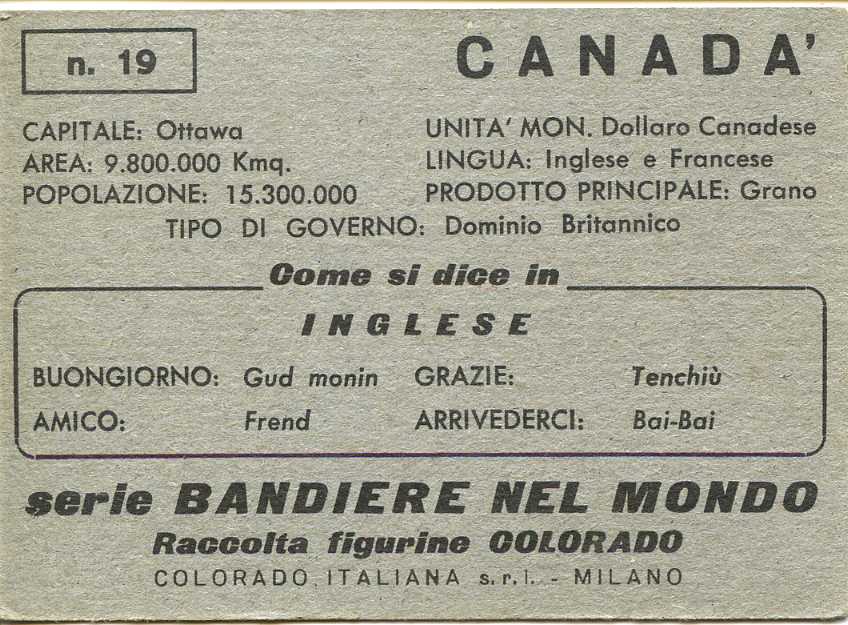 n. 19
CANADA'
CAPITALE: Ottawa
UNITA' MON. Dollaro Canadese
AREA: 9.800.000 Kmq.
LINGUA: Inglese e Francese
POPOLAZIONE: 15.300.000
PRODOTTO PRINCIPALE: Grano
TIPO DI GOVERNO: Dominio Britannico
Come si dice in
INGLESE
BUONGIORNO: Gud monin GRAZIE: Tenchiù
AMICO: Frend ARRIVEDERCI: Bai-Bai
serie BANDIERE NEL MONDO
Raccolta figurine COLORADO
COLORADO ITALIANA s.r.l. - MILANO